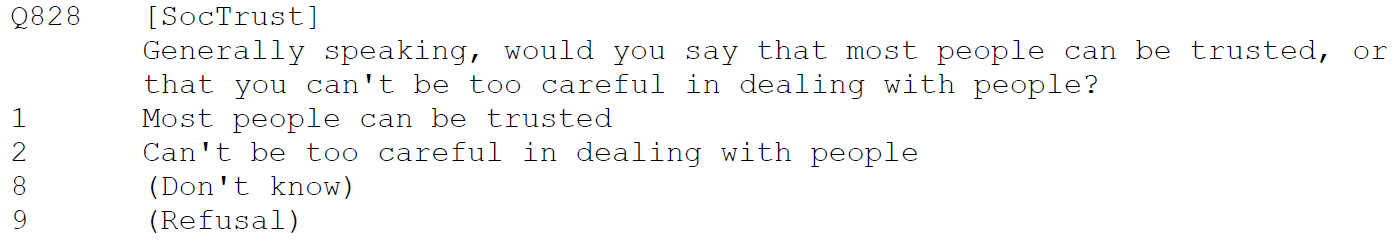 Q828 [SocTrust]
Generally speaking, would you say that most people can be trusted, or
that you can't be too careful in dealing with people?
1 Most people can be trusted
2 Can't be too careful in dealing with people
8 (Don't know)
9 (Refusal)